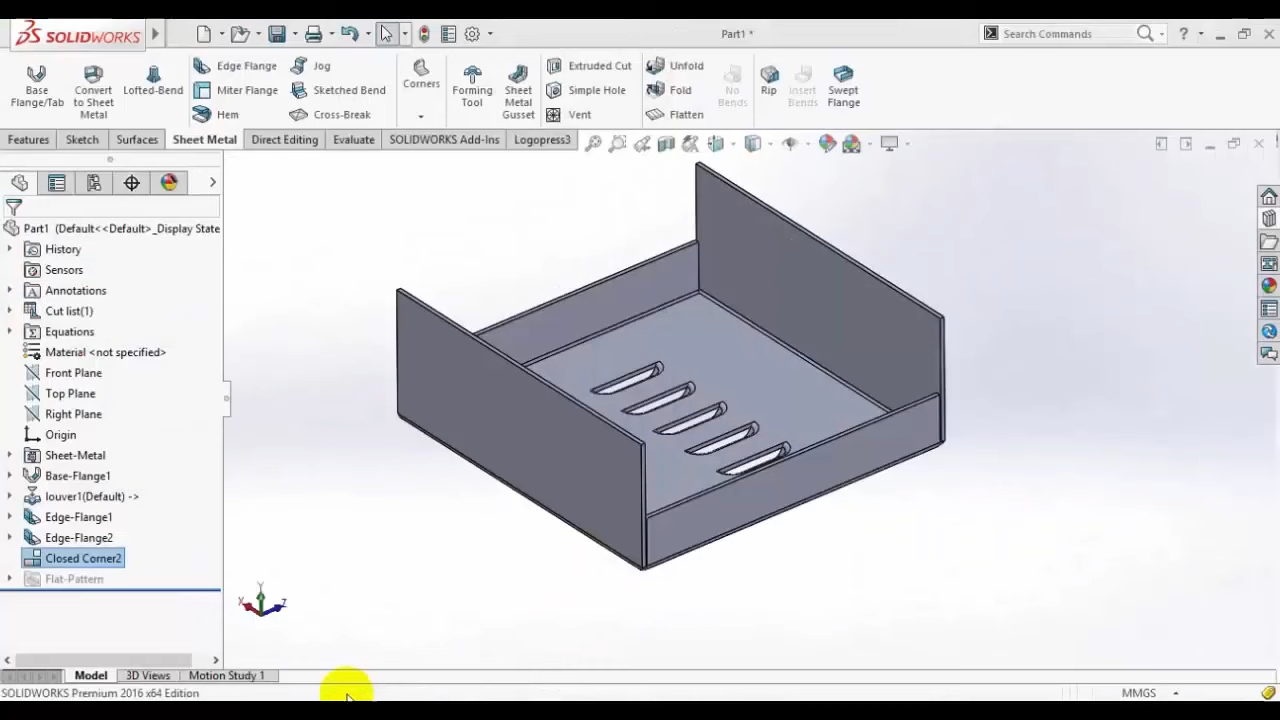 SOLIDWORKS
Part1 *
Search Commands
?
Base Flange/Tab
Convert to Sheet Metal
Lofted-Bend
Edge Flange
Miter Flange
Hem
Jog
Sketched Bend
Cross-Break
Corners
Forming Tool
Sheet Metal Gusset
Extruded Cut
Simple Hole
Vent
Unfold
Fold
Flatten
No Bends
Rip
Insert Bends
Swept Flange
Features
Sketch
Surfaces
Sheet Metal
Direct Editing
Evaluate
SOLIDWORKS Add-Ins
Logopress3
Part1 (Default<<Default>_Display State
History
Sensors
Annotations
Cut list(1)
Equations
Material <not specified>
Front Plane
Top Plane
Right Plane
Origin
Sheet-Metal
Base-Flange1
louver1(Default) ->
Edge-Flange1
Edge-Flange2
Closed Corner2
Flat-Pattern
Y
X
Z
Model
3D Views
Motion Study 1
SOLIDWORKS Premium 2016 x64 Edition
MMGS